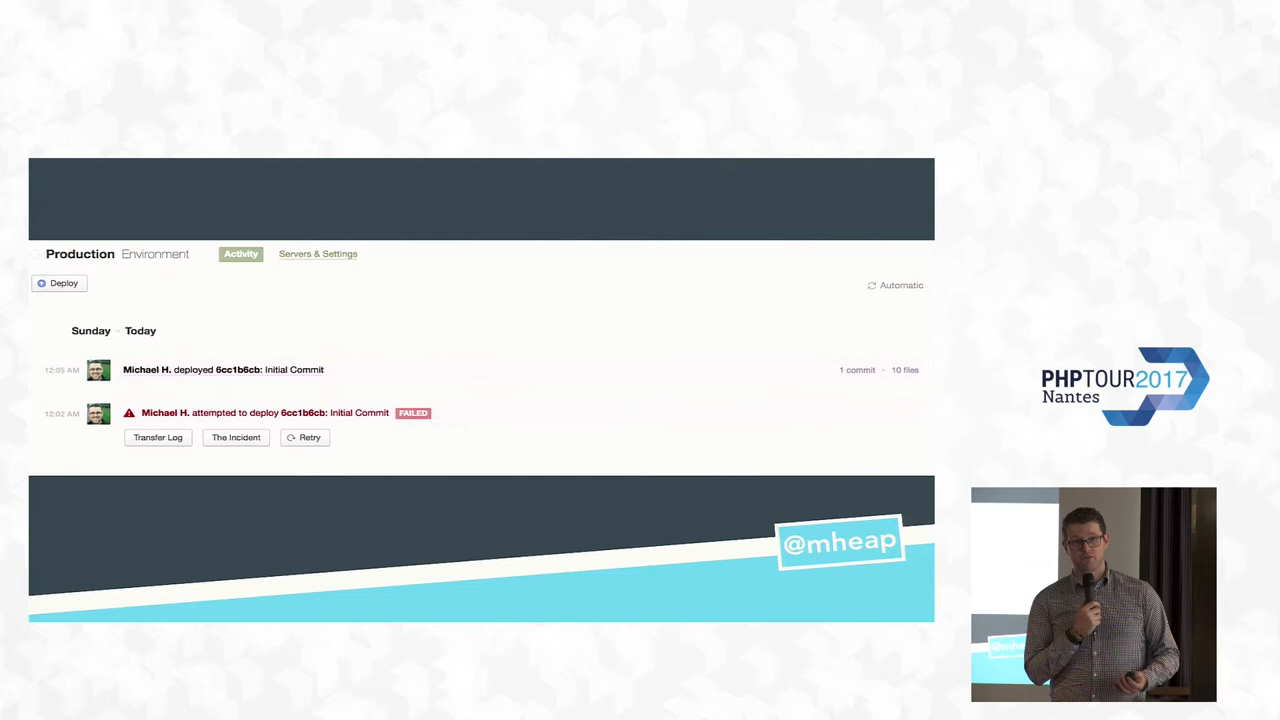 Production Environment Activity Servers & Settings
Deploy
Automatic
Sunday Today
12:05 AM Michael H. deployed 6cc1b6cb: Initial Commit 1 commit 10 files
12:02 AM Michael H. attempted to deploy 6cc1b6cb: Initial Commit FAILED
Transfer Log The Incident Retry
@mheap
PHPTOUR2017
Nantes
@mhe